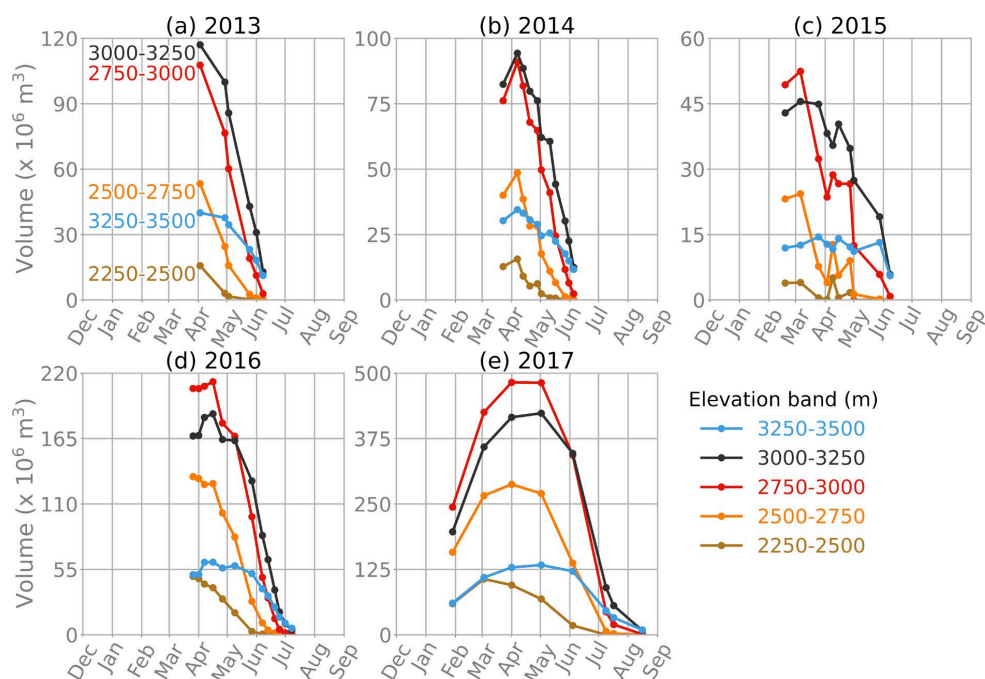 (a) 2013
(b) 2014
(c) 2015
Volume (x 10⁶ m³)
120
90
60
30
0
3000-3250
2750-3000
2500-2750
3250-3500
2250-2500
Dec Jan Feb Mar Apr May Jun Jul Aug Sep
100
75
50
25
0
Dec Jan Feb Mar Apr May Jun Jul Aug Sep
60
45
30
15
0
Dec Jan Feb Mar Apr May Jun Jul Aug Sep
(d) 2016
(e) 2017
Volume (x 10⁶ m³)
220
165
110
55
0
Dec Jan Feb Mar Apr May Jun Jul Aug Sep
500
375
250
125
0
Dec Jan Feb Mar Apr May Jun Jul Aug Sep
Elevation band (m)
3250-3500
3000-3250
2750-3000
2500-2750
2250-2500